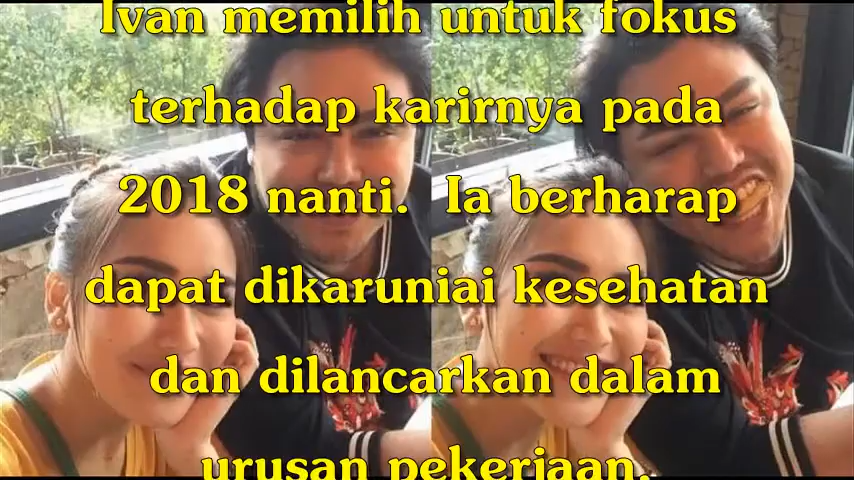 Ivan memilih untuk fokus
terhadap karirnya pada
2018 nanti. Ia berharap
dapat dikaruniai kesehatan
dan dilancarkan dalam
urusan pekerjaan.